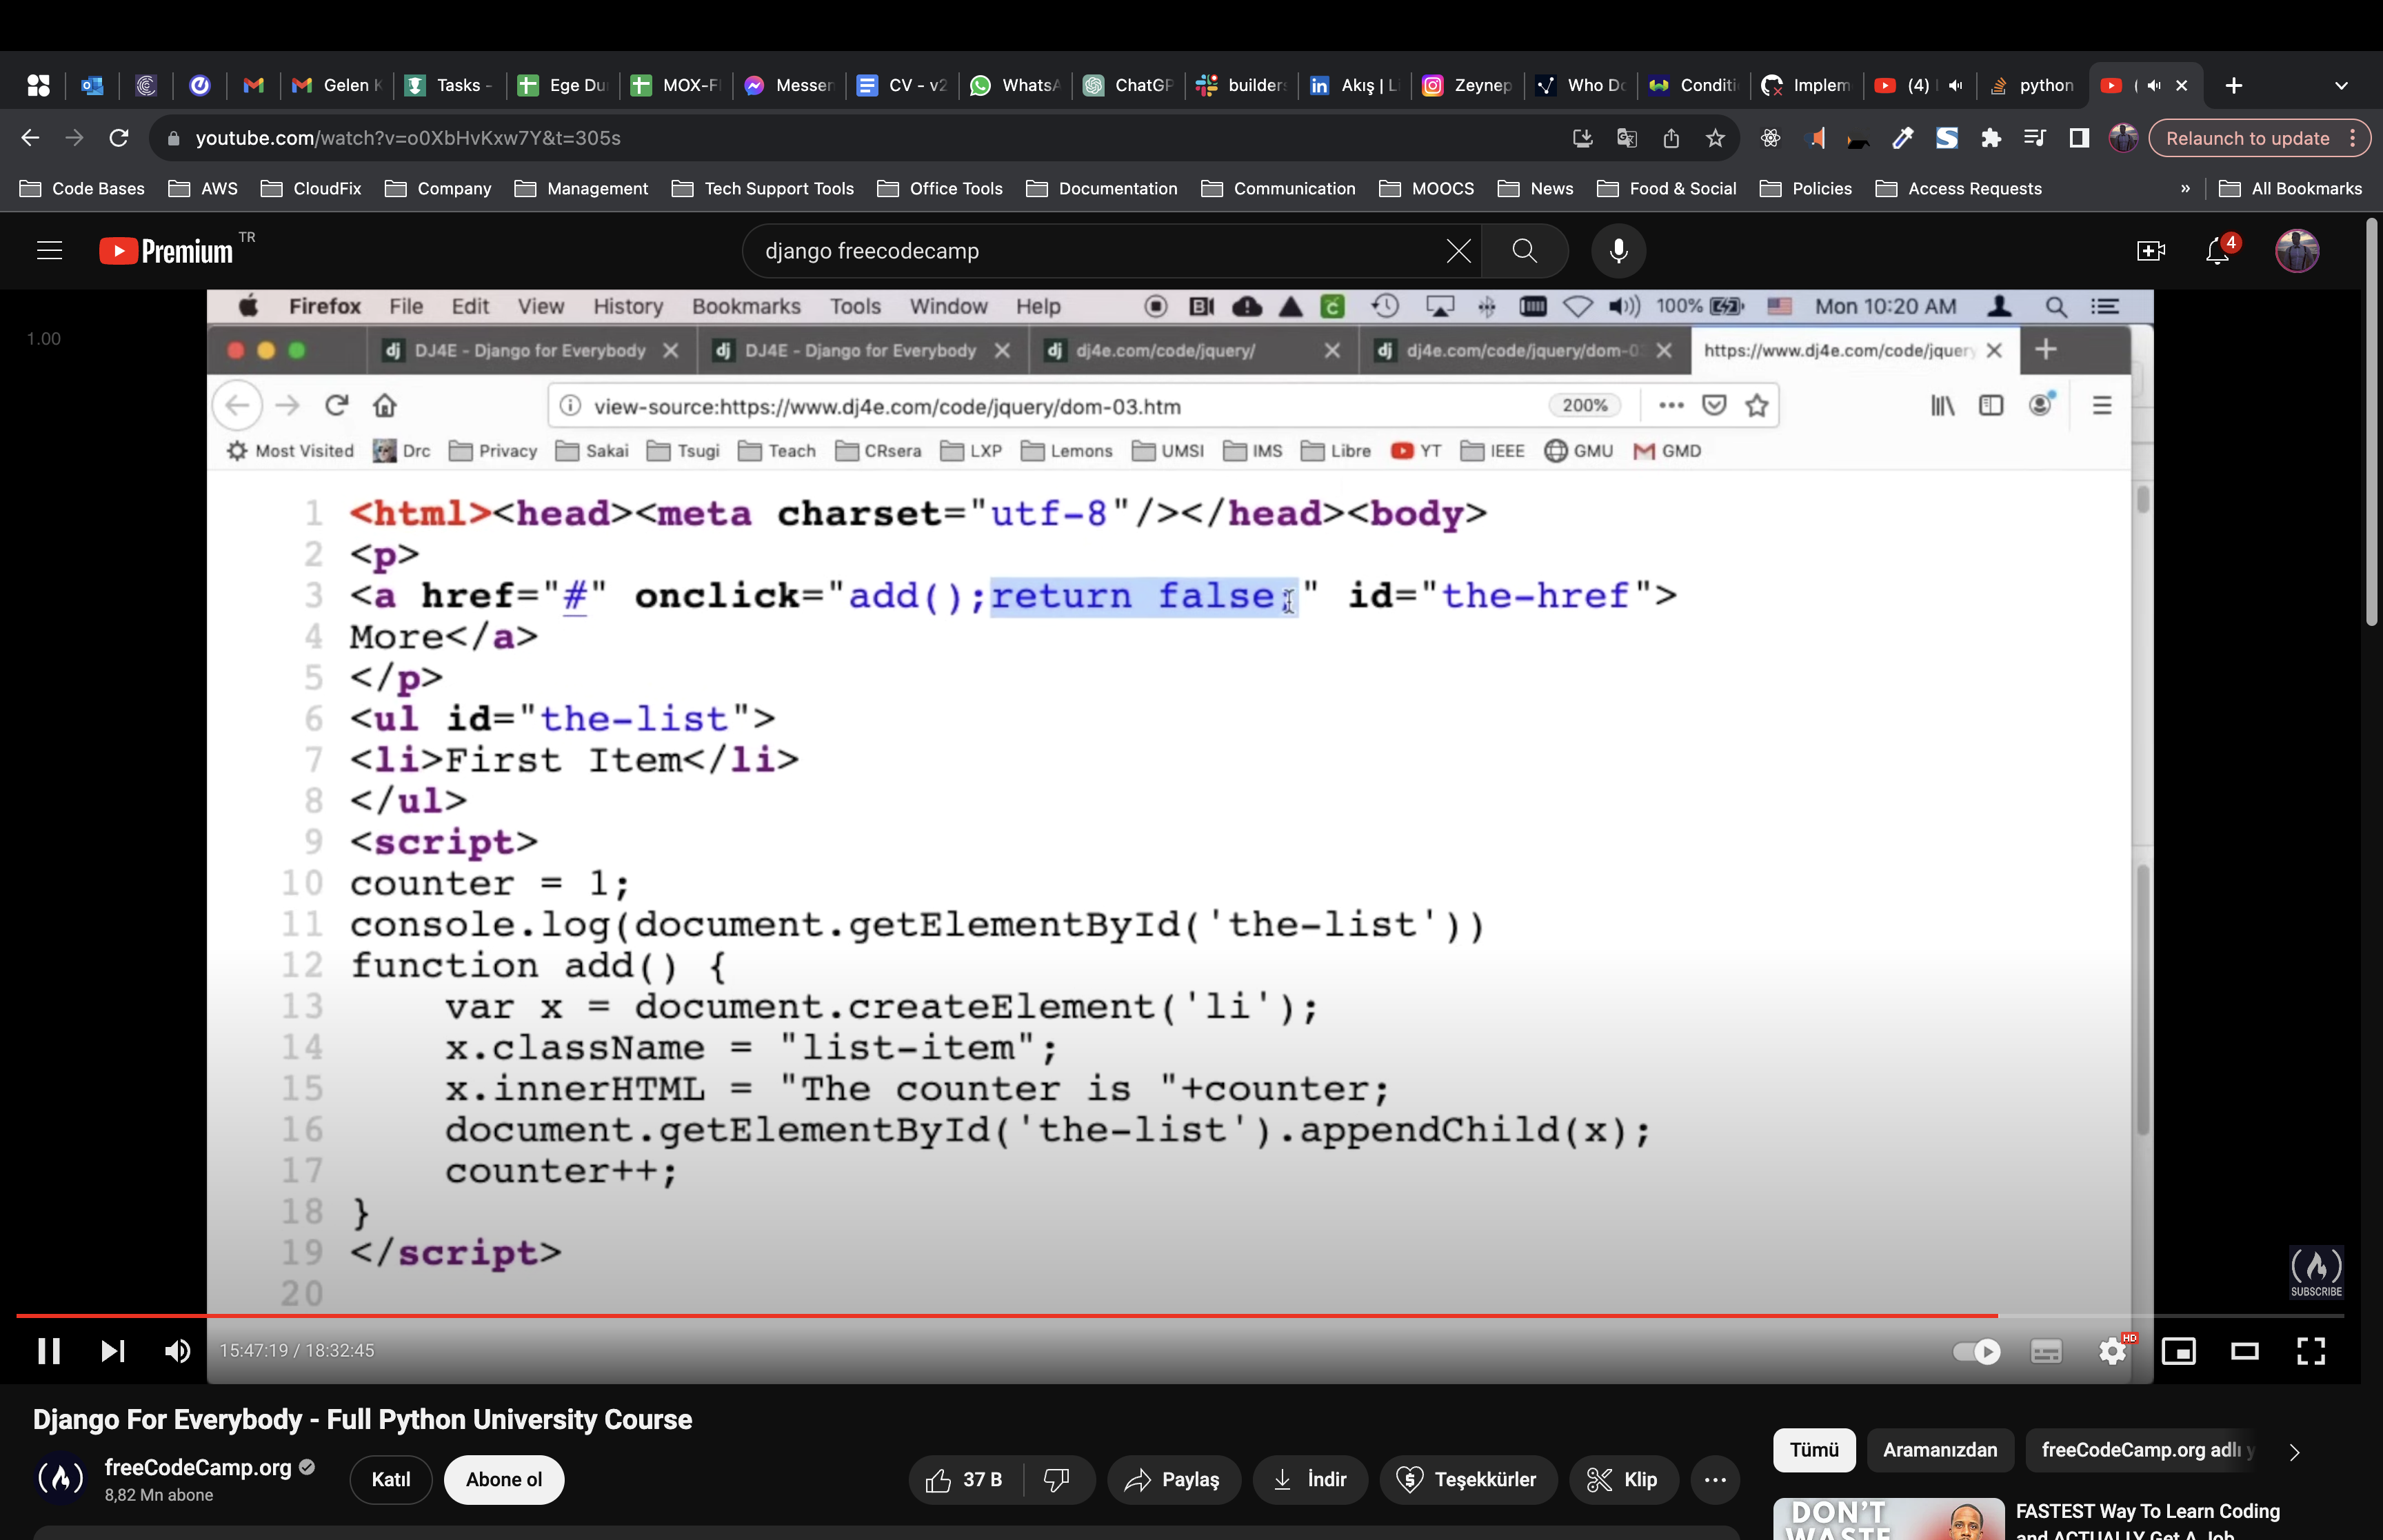 Gelen K
Tasks -
Ege Du
MOX-F
Messen
CV - v2
WhatsA
ChatGP
builder
Akış | L
Zeynep
Who Do
Conditi
Implem
(4)
python
(
youtube.com/watch?v=o0XbHvKxw7Y&t=305s
Relaunch to update
Code Bases
AWS
CloudFix
Company
Management
Tech Support Tools
Office Tools
Documentation
Communication
MOOCS
News
Food & Social
Policies
Access Requests
»
All Bookmarks
Premium TR
django freecodecamp
4
1.00
Firefox File Edit View History Bookmarks Tools Window Help
100%
Mon 10:20 AM
DJ4E - Django for Everybody
DJ4E - Django for Everybody
dj4e.com/code/jquery/
dj4e.com/code/jquery/dom-03
https://www.dj4e.com/code/jquery
view-source:https://www.dj4e.com/code/jquery/dom-03.htm
200%
Most Visited Drc Privacy Sakai Tsugi Teach CRsera LXP Lemons UMSI IMS Libre YT IEEE GMU GMD
1 <html><head><meta charset="utf-8"/></head><body>
2 <p>
3 <a href="#" onclick="add();return false;" id="the-href">
4 More</a>
5 </p>
6 <ul id="the-list">
7 <li>First Item</li>
8 </ul>
9 <script>
10 counter = 1;
11 console.log(document.getElementById('the-list'))
12 function add() {
13 var x = document.createElement('li');
14 x.className = "list-item";
15 x.innerHTML = "The counter is "+counter;
16 document.getElementById('the-list').appendChild(x);
17 counter++;
18 }
19 </script>
20
SUBSCRIBE
15:47:19 / 18:32:45
HD
Django For Everybody - Full Python University Course
freeCodeCamp.org
8,82 Mn abone
Katıl
Abone ol
37 B
Paylaş
İndir
Teşekkürler
Klip
Tümü
Aramanızdan
freeCodeCamp.org adlı y
DON'T
WASTE
FASTEST Way To Learn Coding
and ACTUALLY Get A Job